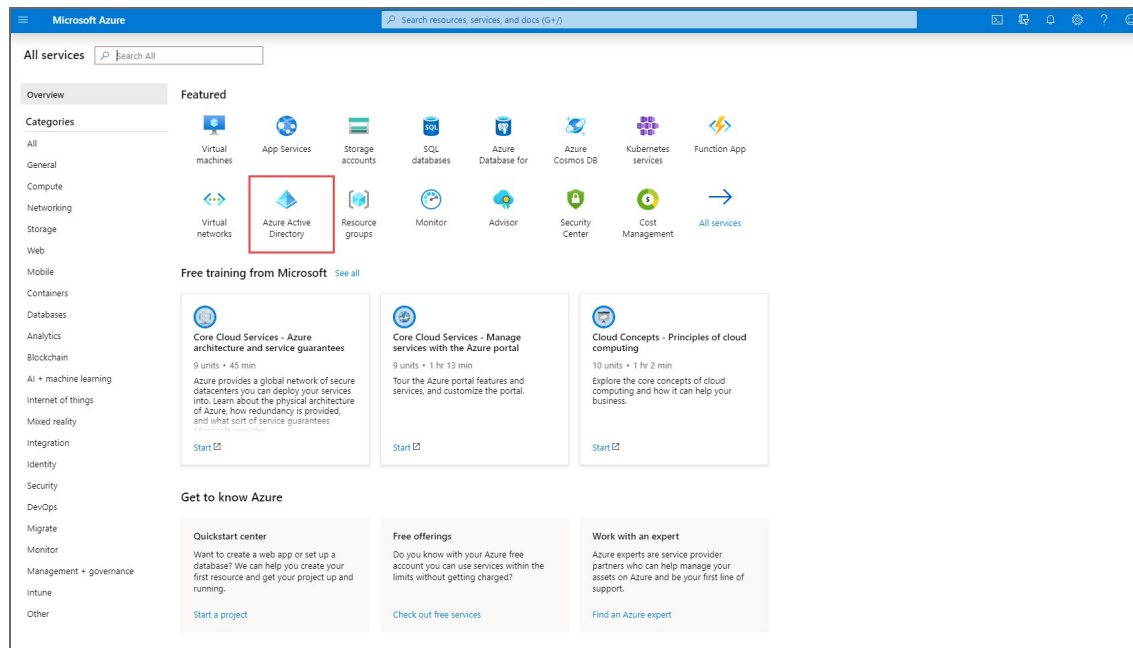 Microsoft Azure
Search resources, services, and docs (G+/)
All services
Search All
Overview
Categories
All
General
Compute
Networking
Storage
Web
Mobile
Containers
Databases
Analytics
Blockchain
AI + machine learning
Internet of things
Mixed reality
Integration
Identity
Security
DevOps
Migrate
Monitor
Management + governance
Intune
Other
Featured
Virtual
machines
App Services
Storage
accounts
SQL
SQL
databases
Azure
Database for
Azure
Cosmos DB
Kubernetes
services
Function App
Virtual
networks
Azure Active
Directory
Resource
groups
Monitor
Advisor
Security
Center
Cost
Management
All services
Free training from Microsoft See all
Core Cloud Services - Azure
architecture and service guarantees
9 units • 45 min
Azure provides a global network of secure
datacenters you can deploy your services
into. Learn about the physical architecture
of Azure, how redundancy is provided,
and what sort of service guarantees
Start
Core Cloud Services - Manage
services with the Azure portal
9 units • 1 hr 13 min
Tour the Azure portal features and
services, and customize the portal.
Start
Cloud Concepts - Principles of cloud
computing
10 units • 1 hr 2 min
Explore the core concepts of cloud
computing and how it can help your
business.
Start
Get to know Azure
Quickstart center
Want to create a web app or set up a
database? We can help you create your
first resource and get your project up and
running.
Start a project
Free offerings
Do you know with your Azure free
account you can use services within the
limits without getting charged?
Check out free services
Work with an expert
Azure experts are service provider
partners who can help manage your
assets on Azure and be your first line of
support.
Find an Azure expert